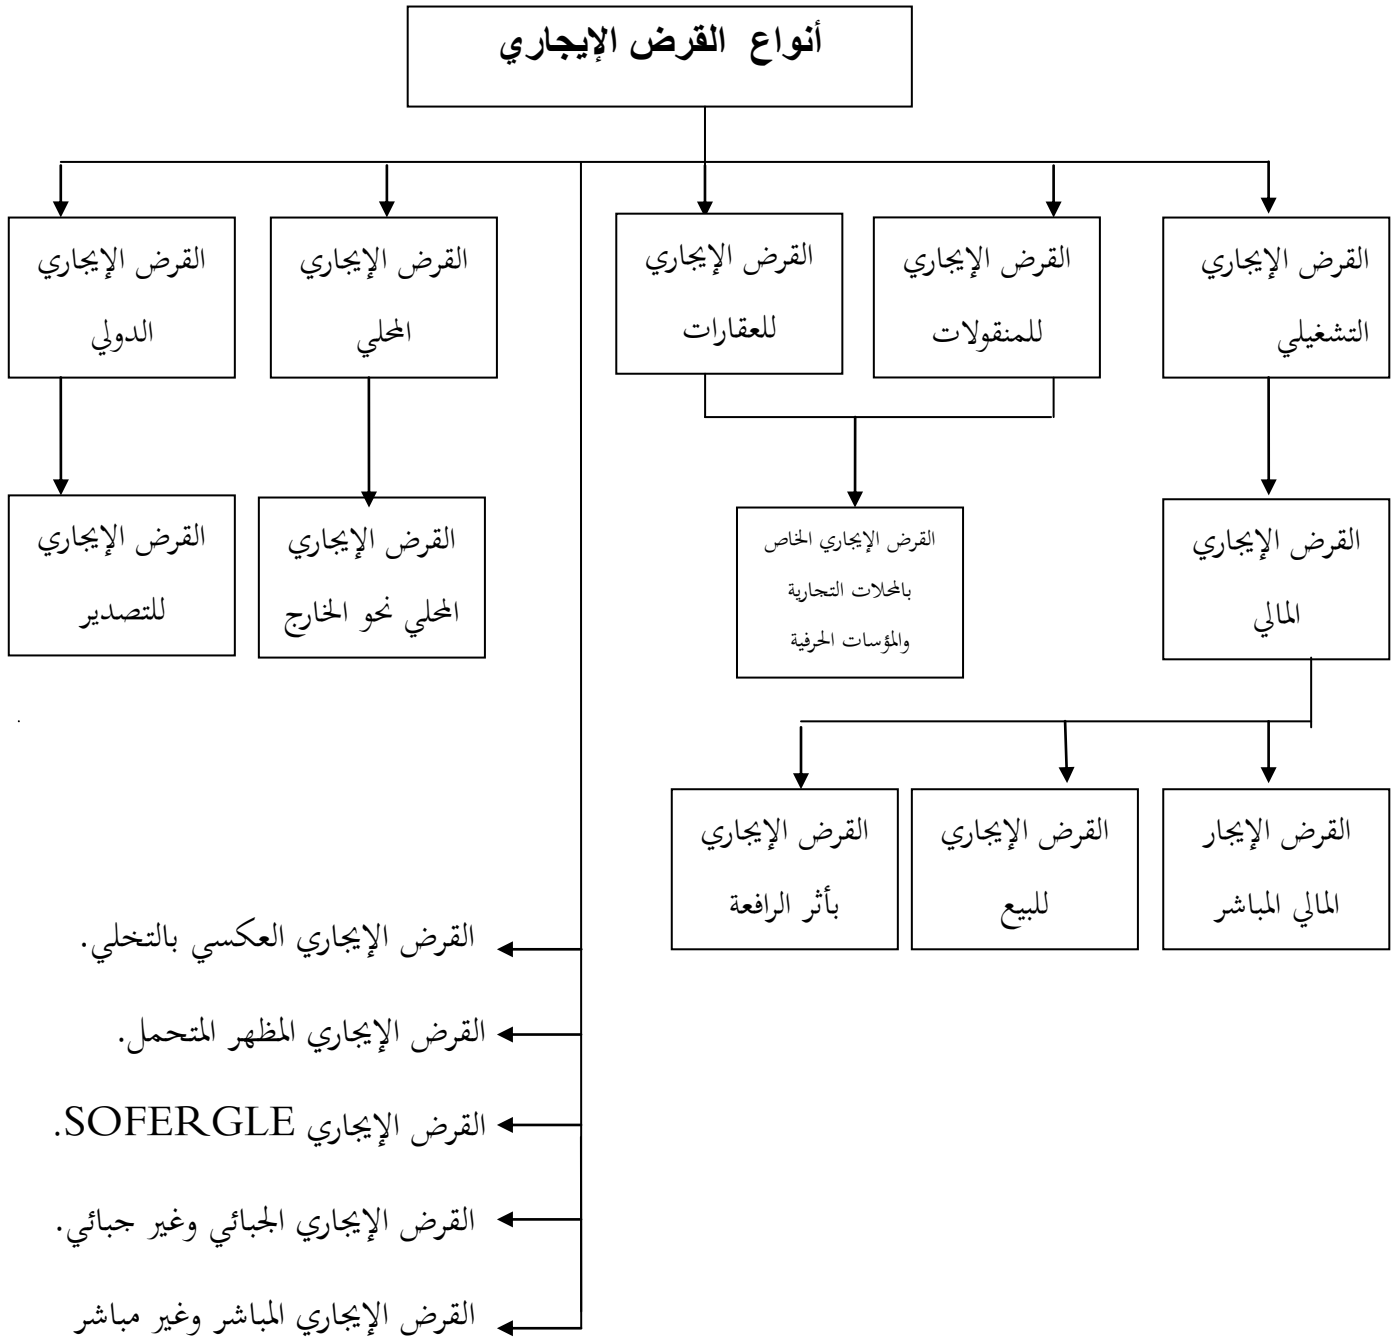 أنواع القرض الإيجاري
القرض الإيجاري
التشغيلي
القرض الإيجاري
للمنقولات
القرض الإيجاري
للعقارات
القرض الإيجاري
المحلي
القرض الإيجاري
الدولي
القرض الإيجاري
المالي
القرض الإيجاري الخاص
بالمحلات التجارية
والمؤسات الحرفية
القرض الإيجاري
المحلي نحو الخارج
القرض الإيجاري
للتصدير
القرض الإيجار
المالي المباشر
القرض الإيجاري
للبيع
القرض الإيجاري
بأثر الرافعة
القرض الإيجاري العكسي بالتخلي.
القرض الإيجاري المظهر المتحمل.
القرض الإيجاري SOFERGLE.
القرض الإيجاري الجبائي وغير جبائي.
القرض الإيجاري المباشر وغير مباشر